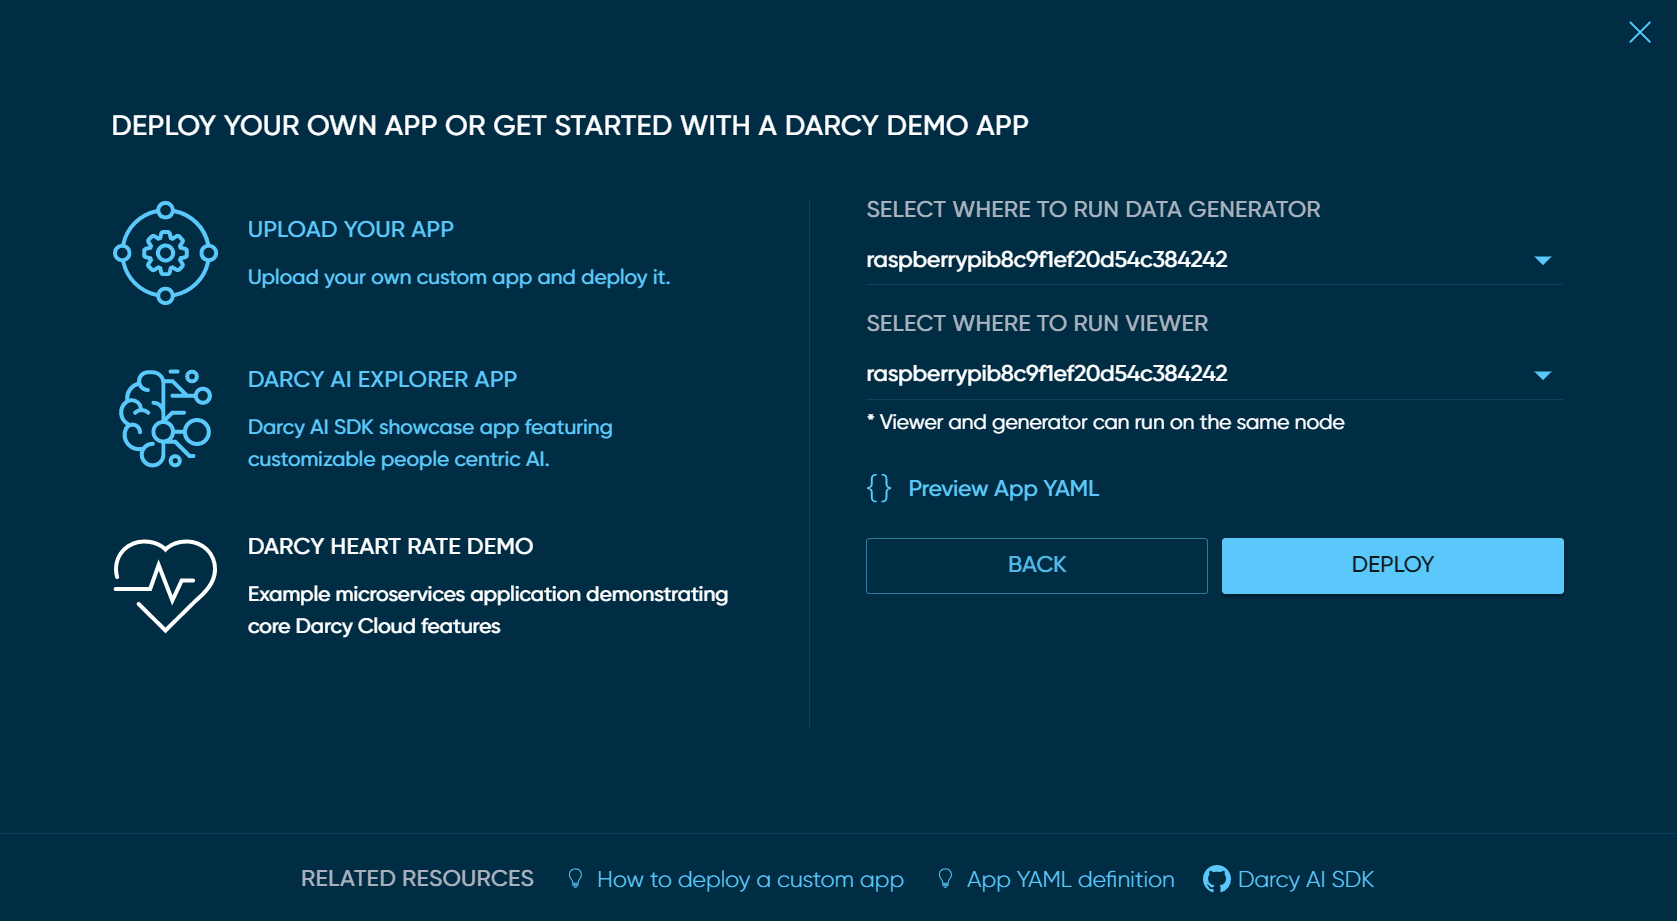 DEPLOY YOUR OWN APP OR GET STARTED WITH A DARCY DEMO APP
UPLOAD YOUR APP
Upload your own custom app and deploy it.
DARCY AI EXPLORER APP
Darcy AI SDK showcase app featuring
customizable people centric AI.
DARCY HEART RATE DEMO
Example microservices application demonstrating
core Darcy Cloud features
SELECT WHERE TO RUN DATA GENERATOR
raspberrypib8c9f1ef20d54c384242
SELECT WHERE TO RUN VIEWER
raspberrypib8c9f1ef20d54c384242
* Viewer and generator can run on the same node
{} Preview App YAML
BACK
DEPLOY
RELATED RESOURCES
How to deploy a custom app
App YAML definition
Darcy AI SDK